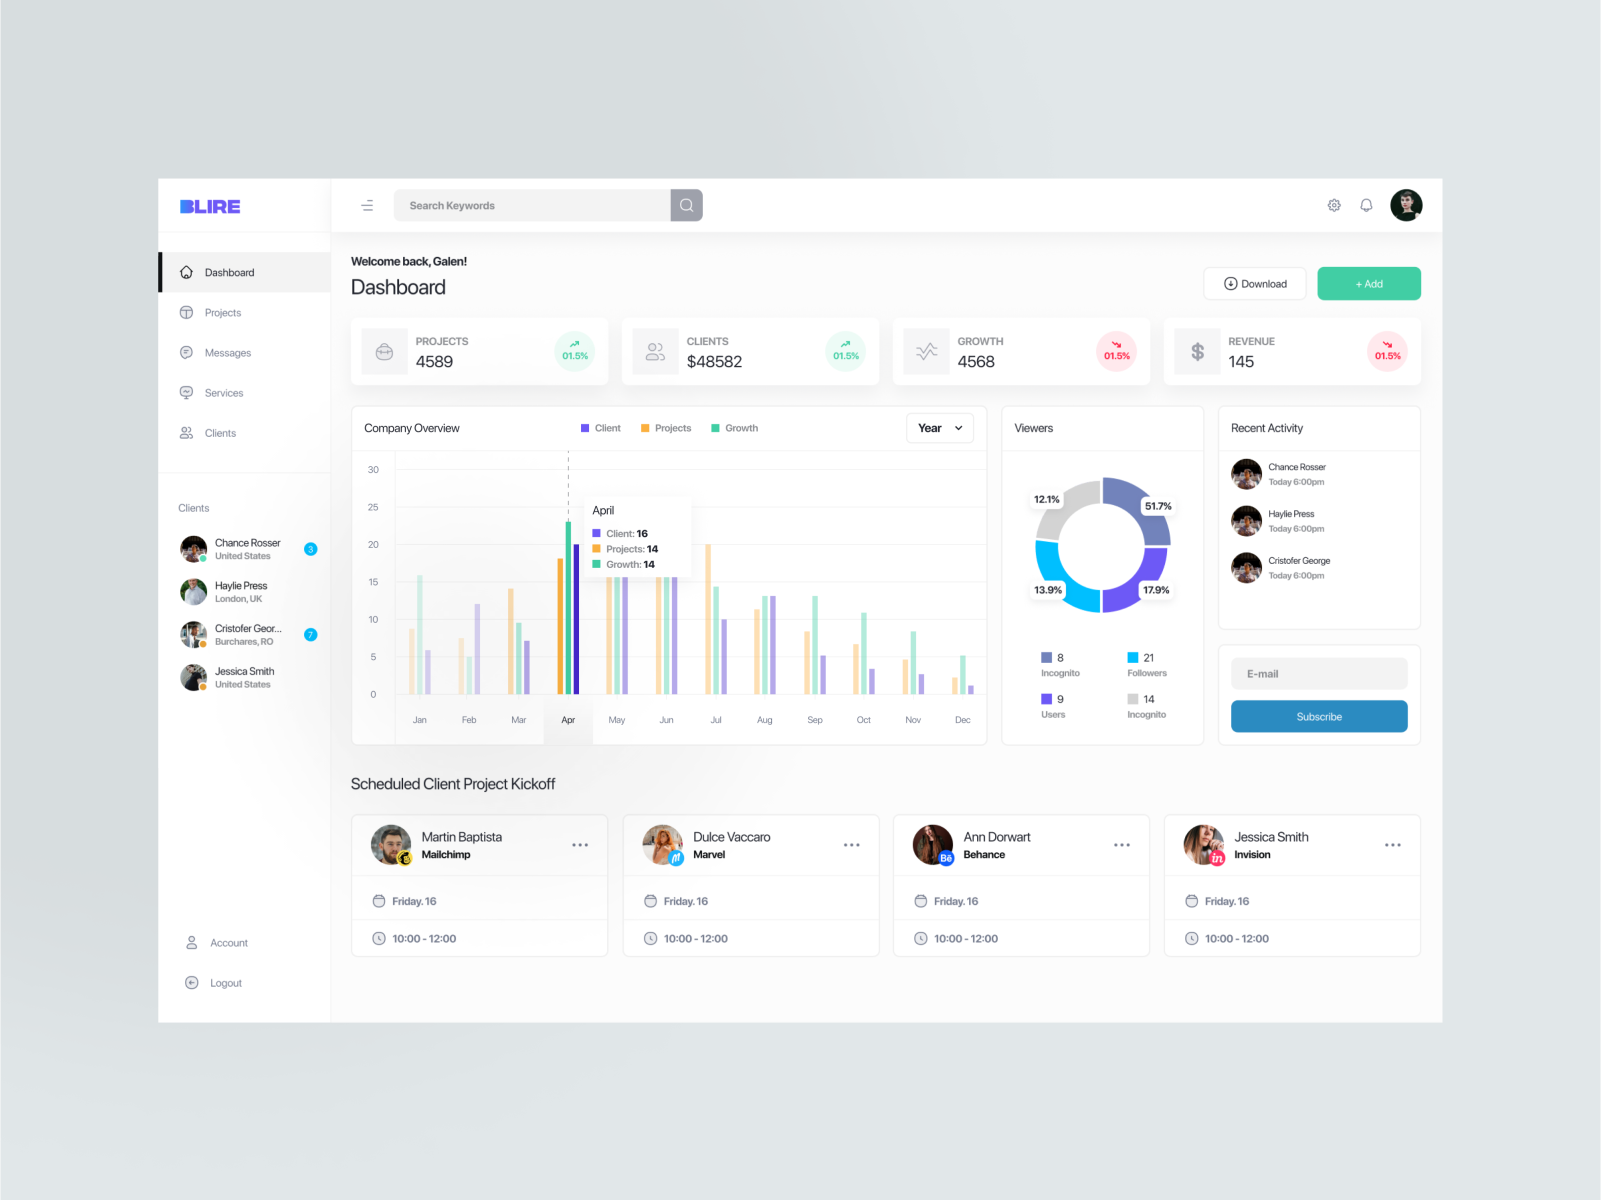 BLIRE
Search Keywords
Dashboard
Projects
Messages
Services
Clients
Clients
Chance Rosser
United States
3
Haylie Press
London, UK
Cristofer Geor...
Burchares, RO
7
Jessica Smith
United States
Account
Logout
Welcome back, Galen!
Dashboard
Download
+ Add
PROJECTS
4589
01.5%
CLIENTS
$48582
01.5%
GROWTH
4568
01.5%
REVENUE
145
01.5%
Company Overview
Client
Projects
Growth
Year
30
25
20
15
10
5
0
April
Client: 16
Projects: 14
Growth: 14
Jan
Feb
Mar
Apr
May
Jun
Jul
Aug
Sep
Oct
Nov
Dec
Viewers
12.1%
51.7%
13.9%
17.9%
8
Incognito
21
Followers
9
Users
14
Incognito
Recent Activity
Chance Rosser
Today 6:00pm
Haylie Press
Today 6:00pm
Cristofer George
Today 6:00pm
E-mail
Subscribe
Scheduled Client Project Kickoff
Martin Baptista
Mailchimp
Friday. 16
10:00 - 12:00
Dulce Vaccaro
Marvel
Friday. 16
10:00 - 12:00
Ann Dorwart
Bē
Behance
Friday. 16
10:00 - 12:00
Jessica Smith
in
Invision
Friday. 16
10:00 - 12:00